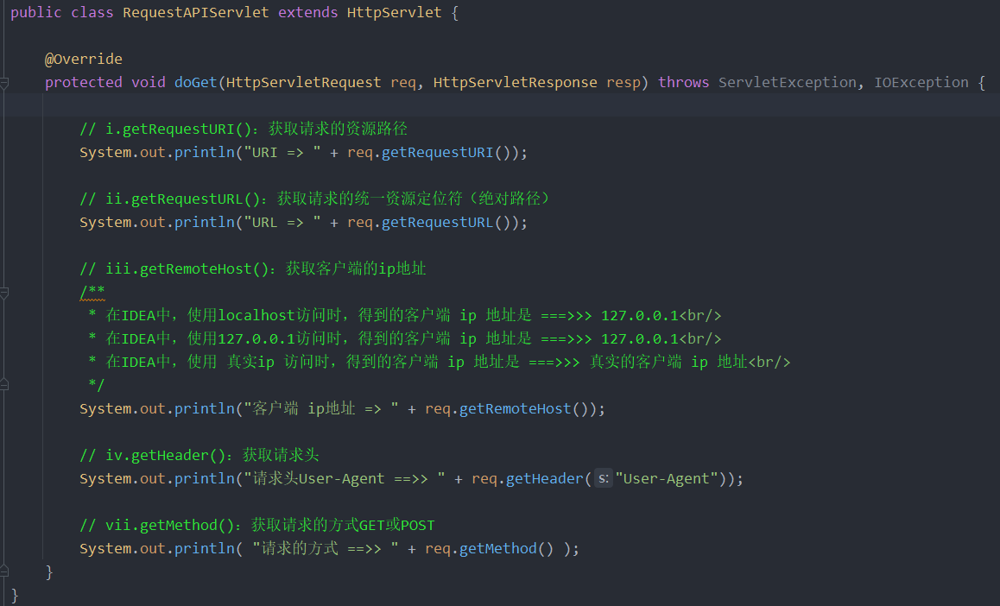 public class RequestAPIServlet extends HttpServlet {
@Override
protected void doGet(HttpServletRequest req, HttpServletResponse resp) throws ServletException, IOException {
// i.getRequestURI()：获取请求的资源路径
System.out.println("URI => " + req.getRequestURI());
// ii.getRequestURL()：获取请求的统一资源定位符（绝对路径）
System.out.println("URL => " + req.getRequestURL());
// iii.getRemoteHost()：获取客户端的ip地址
/**
* 在IDEA中，使用localhost访问时，得到的客户端 ip 地址是 ===>>> 127.0.0.1<br/>
* 在IDEA中，使用127.0.0.1访问时，得到的客户端 ip 地址是 ===>>> 127.0.0.1<br/>
* 在IDEA中，使用 真实ip 访问时，得到的客户端 ip 地址是 ===>>> 真实的客户端 ip 地址<br/>
*/
System.out.println("客户端 ip地址 => " + req.getRemoteHost());
// iv.getHeader()：获取请求头
System.out.println("请求头User-Agent ==>> " + req.getHeader( s: "User-Agent"));
// vii.getMethod()：获取请求的方式GET或POST
System.out.println( "请求的方式 ==>> " + req.getMethod() );
}
}